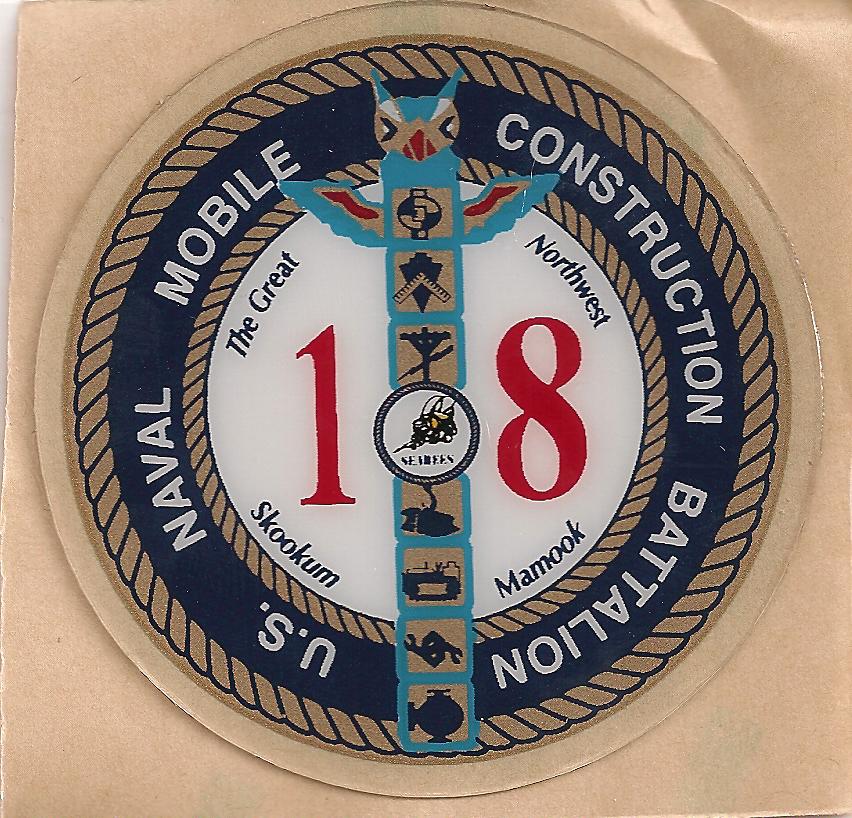 U.S. NAVAL MOBILE CONSTRUCTION BATTALION
The Great
Northwest
1 8
SEABEES
Skookum
Mamook